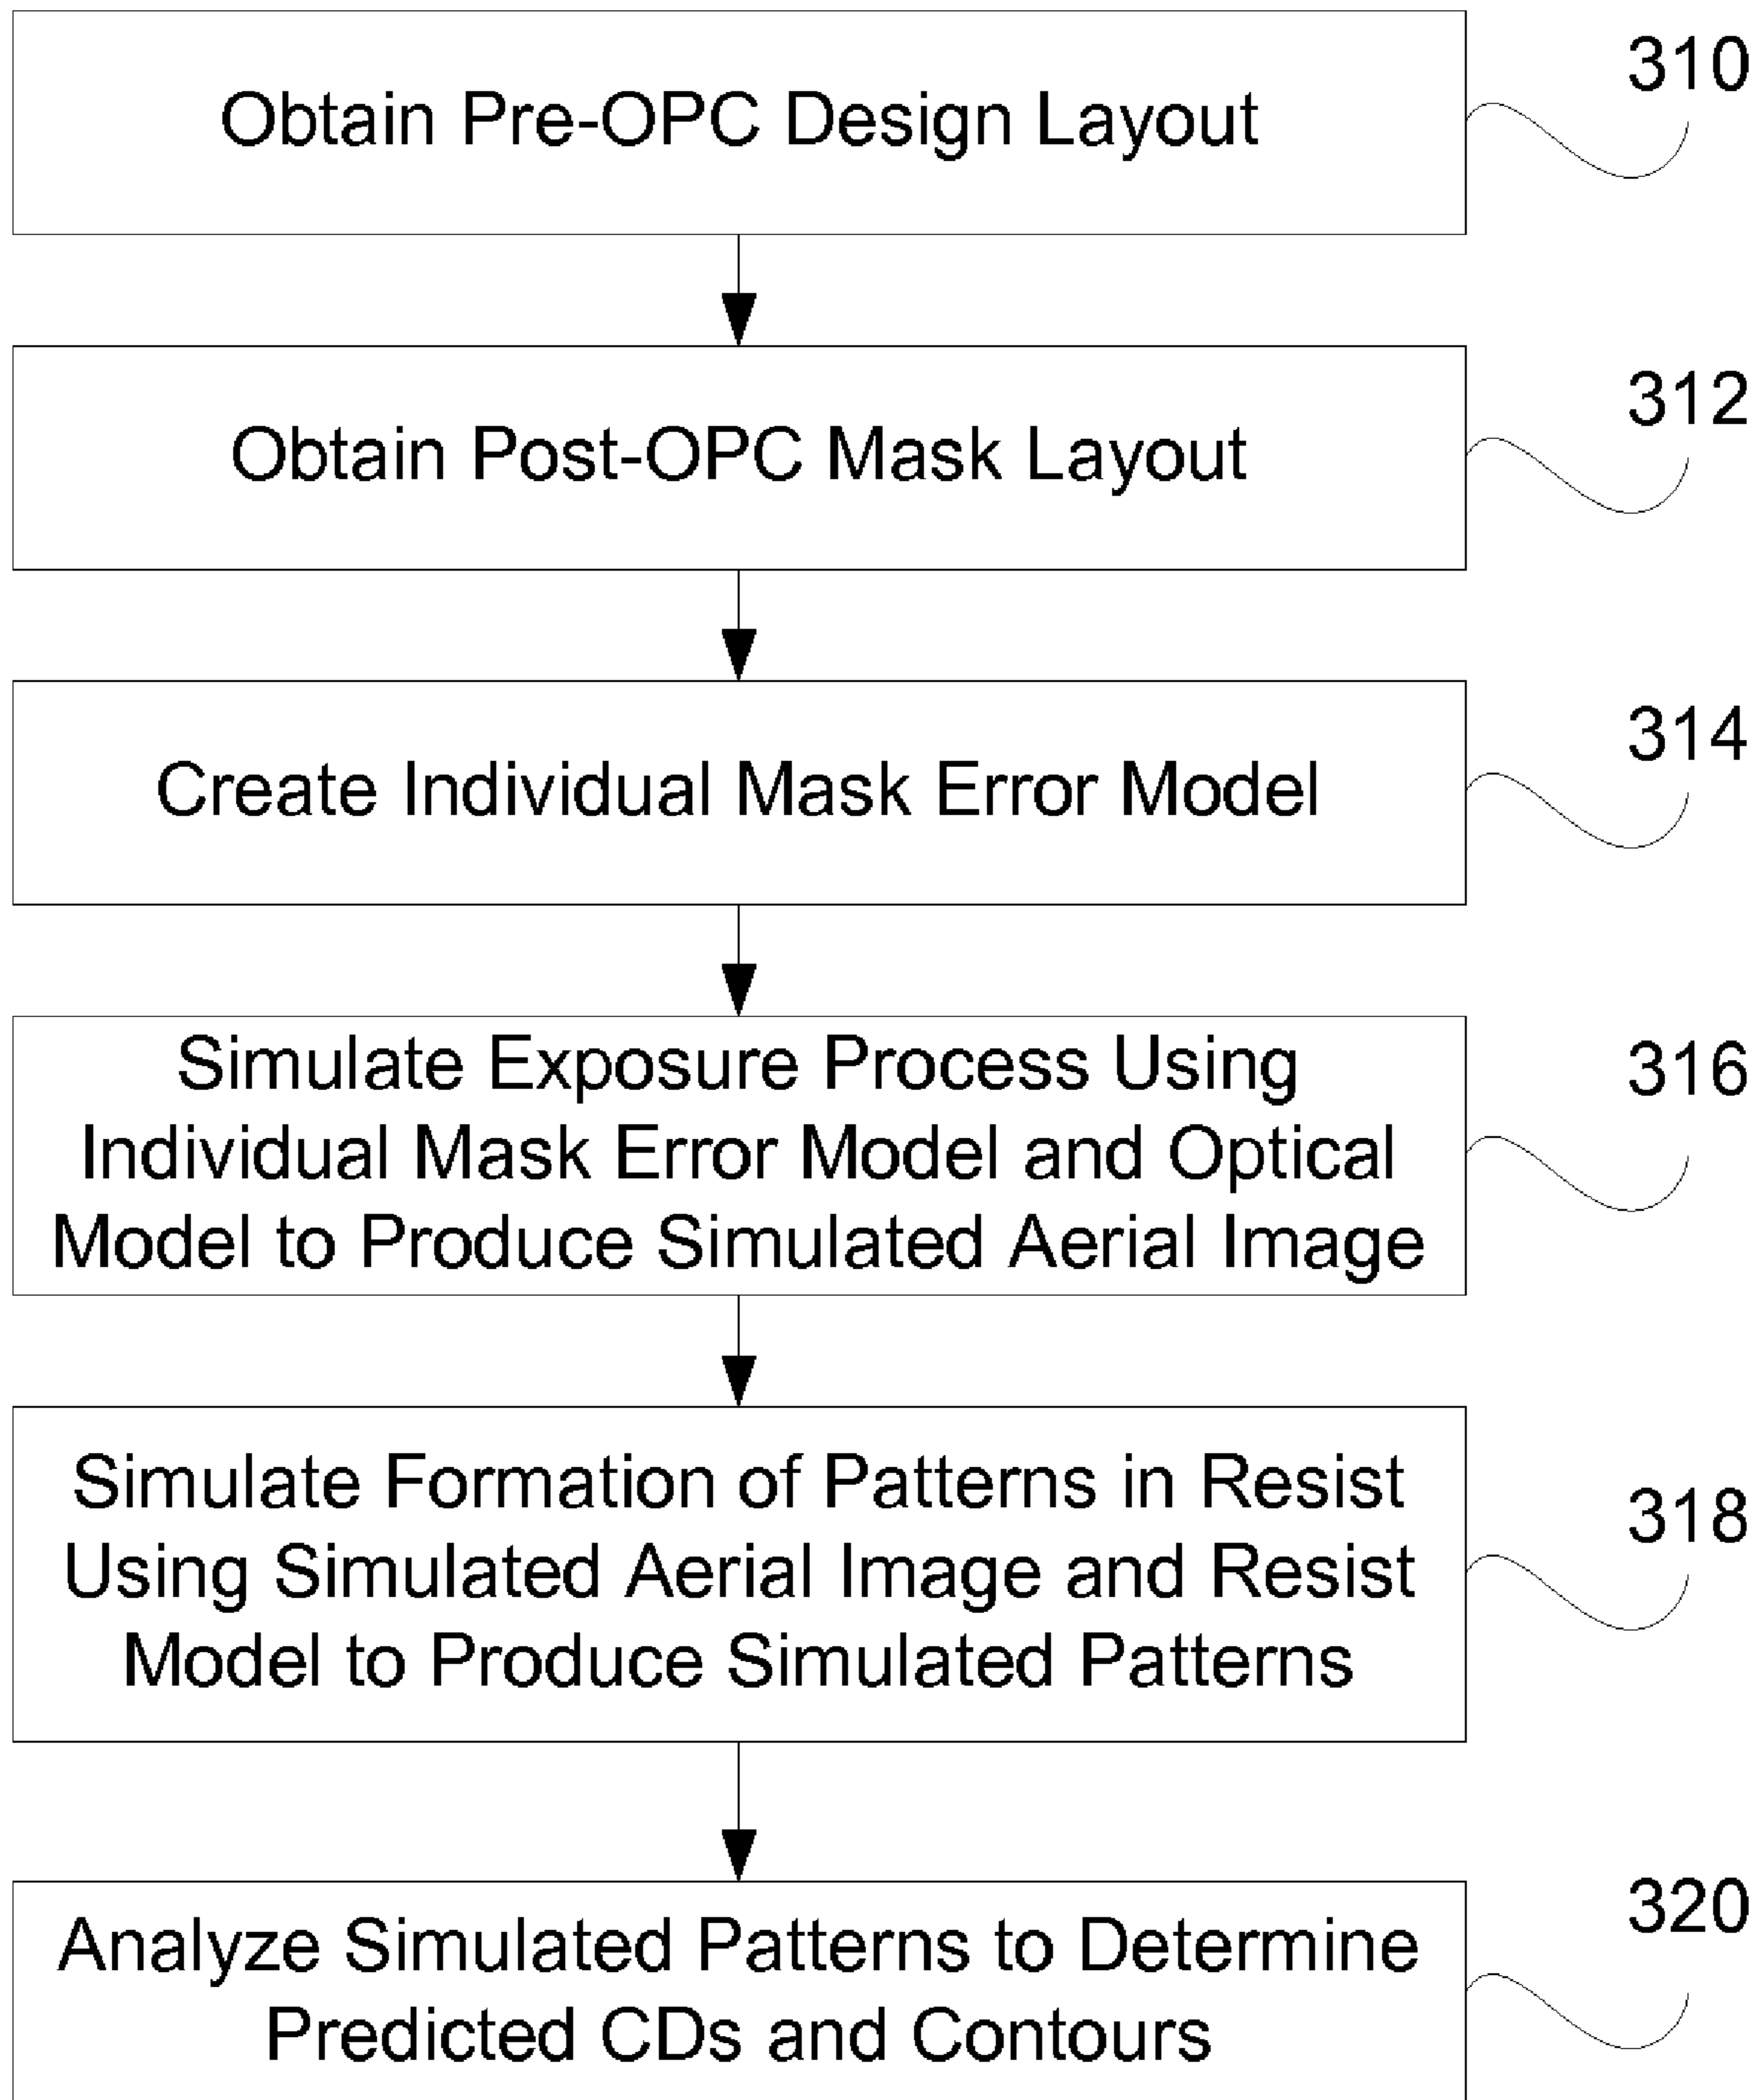 Obtain Pre-OPC Design Layout
310
Obtain Post-OPC Mask Layout
312
Create Individual Mask Error Model
314
Simulate Exposure Process Using
Individual Mask Error Model and Optical
Model to Produce Simulated Aerial Image
316
Simulate Formation of Patterns in Resist
Using Simulated Aerial Image and Resist
Model to Produce Simulated Patterns
318
Analyze Simulated Patterns to Determine
Predicted CDs and Contours
320